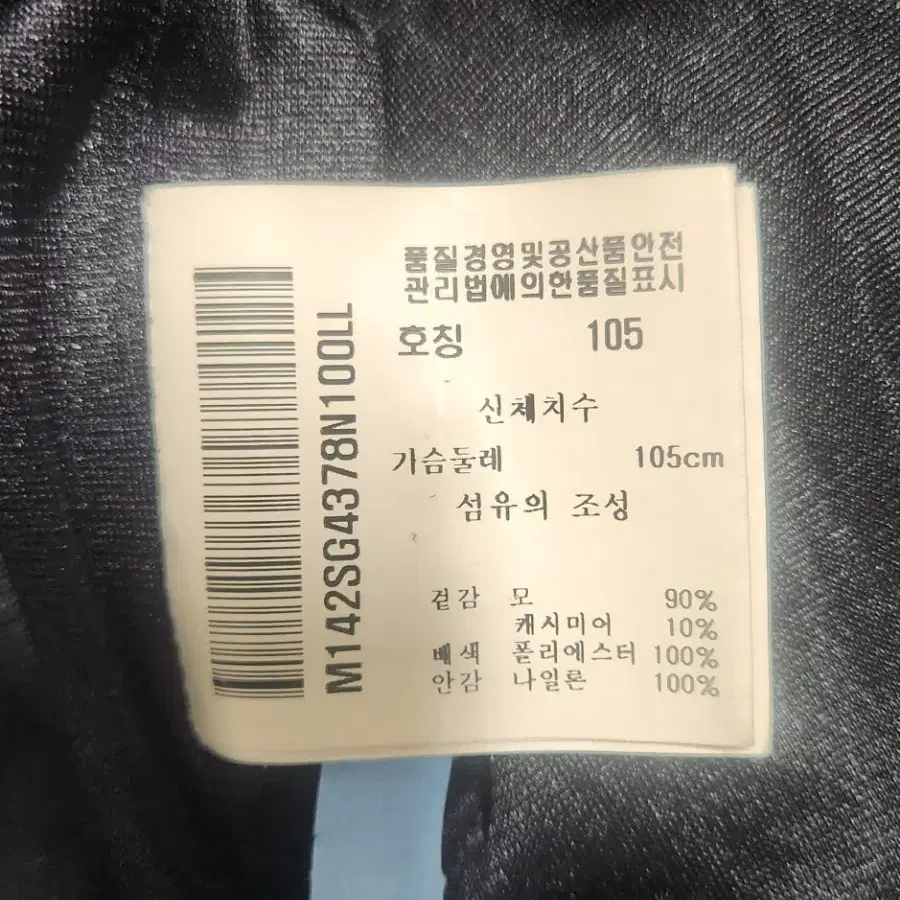 품질경영및공산품안전
관리법에의한품질표시
호칭 105
신체치수
가슴둘레 105cm
섬유의 조성
겉감 모 90%
캐시미어 10%
배색 폴리에스터 100%
안감 나일론 100%
M142SG4378N100LL